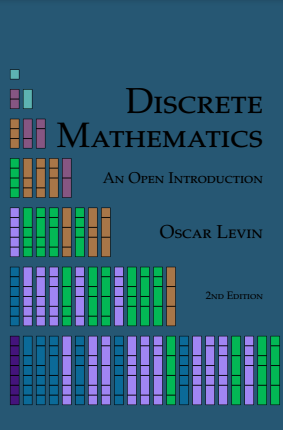 Discrete
Mathematics
An Open Introduction
Oscar Levin
2nd Edition